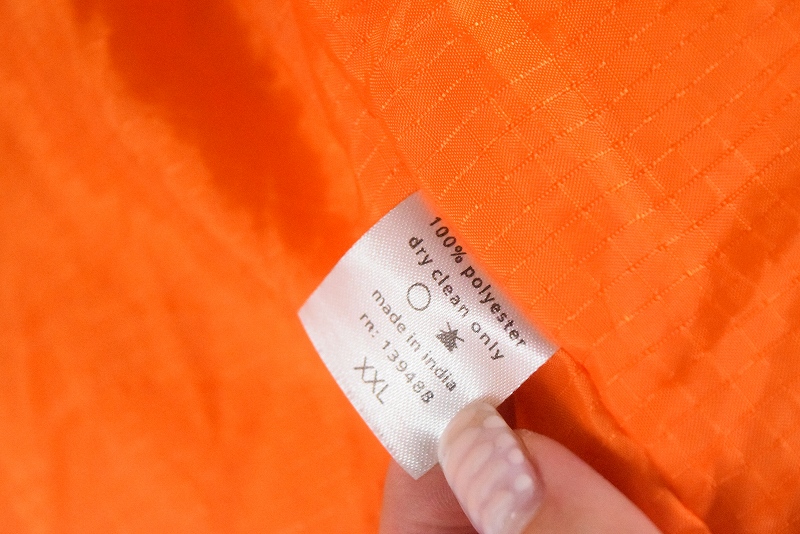 100% polyester
dry clean only
made in india
rn: 139488
XXL